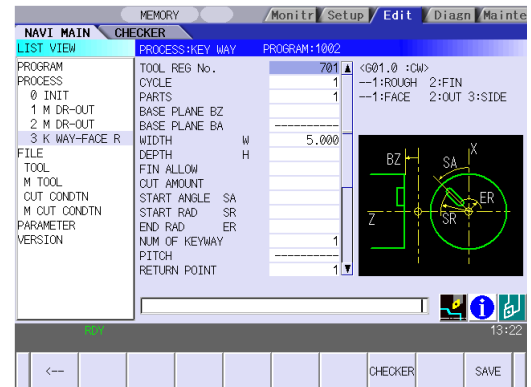 MEMORY Monitr Setup Edit Diagn Mainte
NAVI MAIN CHECKER
LIST VIEW PROCESS:KEY WAY PROGRAM:1002
PROGRAM
PROCESS
0 INIT
1 M DR-OUT
2 M DR-OUT
3 K WAY-FACE R
FILE
TOOL
M TOOL
CUT CONDTN
M CUT CONDTN
PARAMETER
VERSION
TOOL REG No. 701
CYCLE 1
PARTS 1
BASE PLANE BZ
BASE PLANE BA ----------
WIDTH W 5.000
DEPTH H
FIN ALLOW
CUT AMOUNT
START ANGLE SA
START RAD SR
END RAD ER
NUM OF KEYWAY 1
PITCH ----------
RETURN POINT 1
<G01.0 :CW>
--1:ROUGH 2:FIN
--1:FACE 2:OUT 3:SIDE
BZ SA X
ER
Z SR
RDY 13:22
<-- CHECKER SAVE